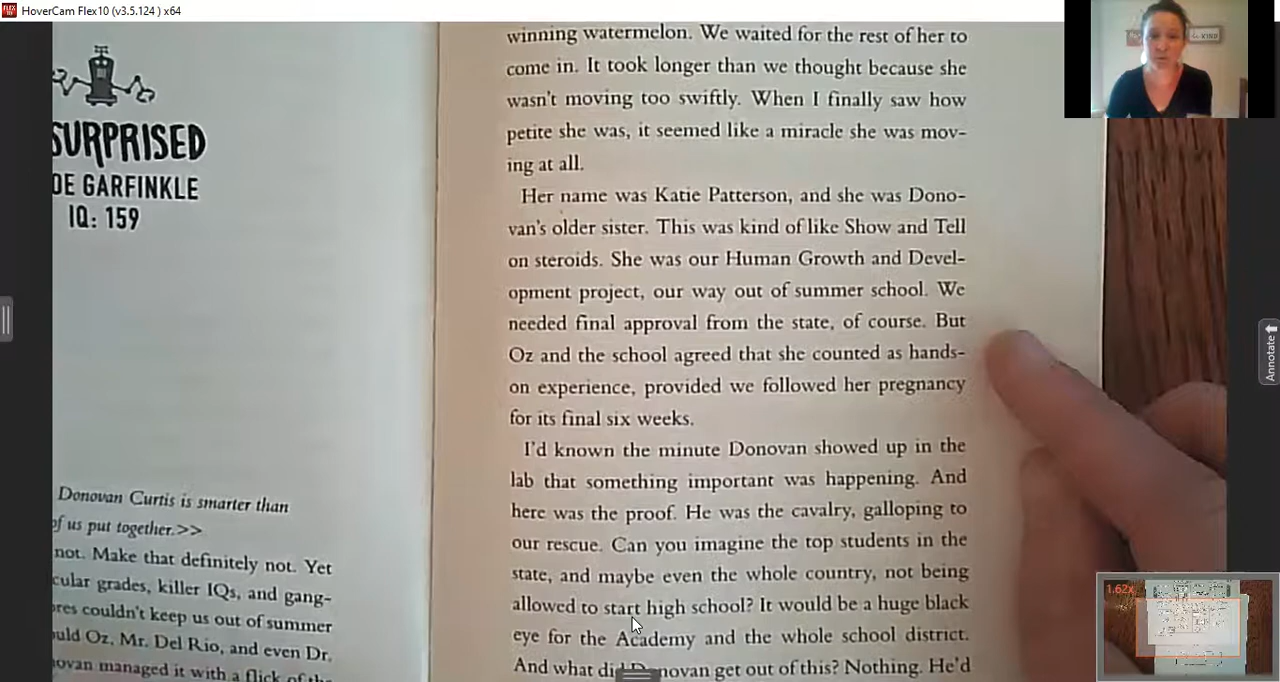 HoverCam Flex10 (v3.5.124 ) x64
SURPRISED
DE GARFINKLE
IQ: 159
Donovan Curtis is smarter than
of us put together.>>
not. Make that definitely not. Yet
cular grades, killer IQs, and gang-
ores couldn't keep us out of summer
ould Oz, Mr. Del Rio, and even Dr.
novan managed it with a flick of the
winning watermelon. We waited for the rest of her to
come in. It took longer than we thought because she
wasn't moving too swiftly. When I finally saw how
petite she was, it seemed like a miracle she was mov-
ing at all.
Her name was Katie Patterson, and she was Dono-
van's older sister. This was kind of like Show and Tell
on steroids. She was our Human Growth and Devel-
opment project, our way out of summer school. We
needed final approval from the state, of course. But
Oz and the school agreed that she counted as hands-
on experience, provided we followed her pregnancy
for its final six weeks.
I'd known the minute Donovan showed up in the
lab that something important was happening. And
here was the proof. He was the cavalry, galloping to
our rescue. Can you imagine the top students in the
state, and maybe even the whole country, not being
allowed to start high school? It would be a huge black
eye for the Academy and the whole school district.
And what did Donovan get out of this? Nothing. He'd
KIND
Annotate
1.62x